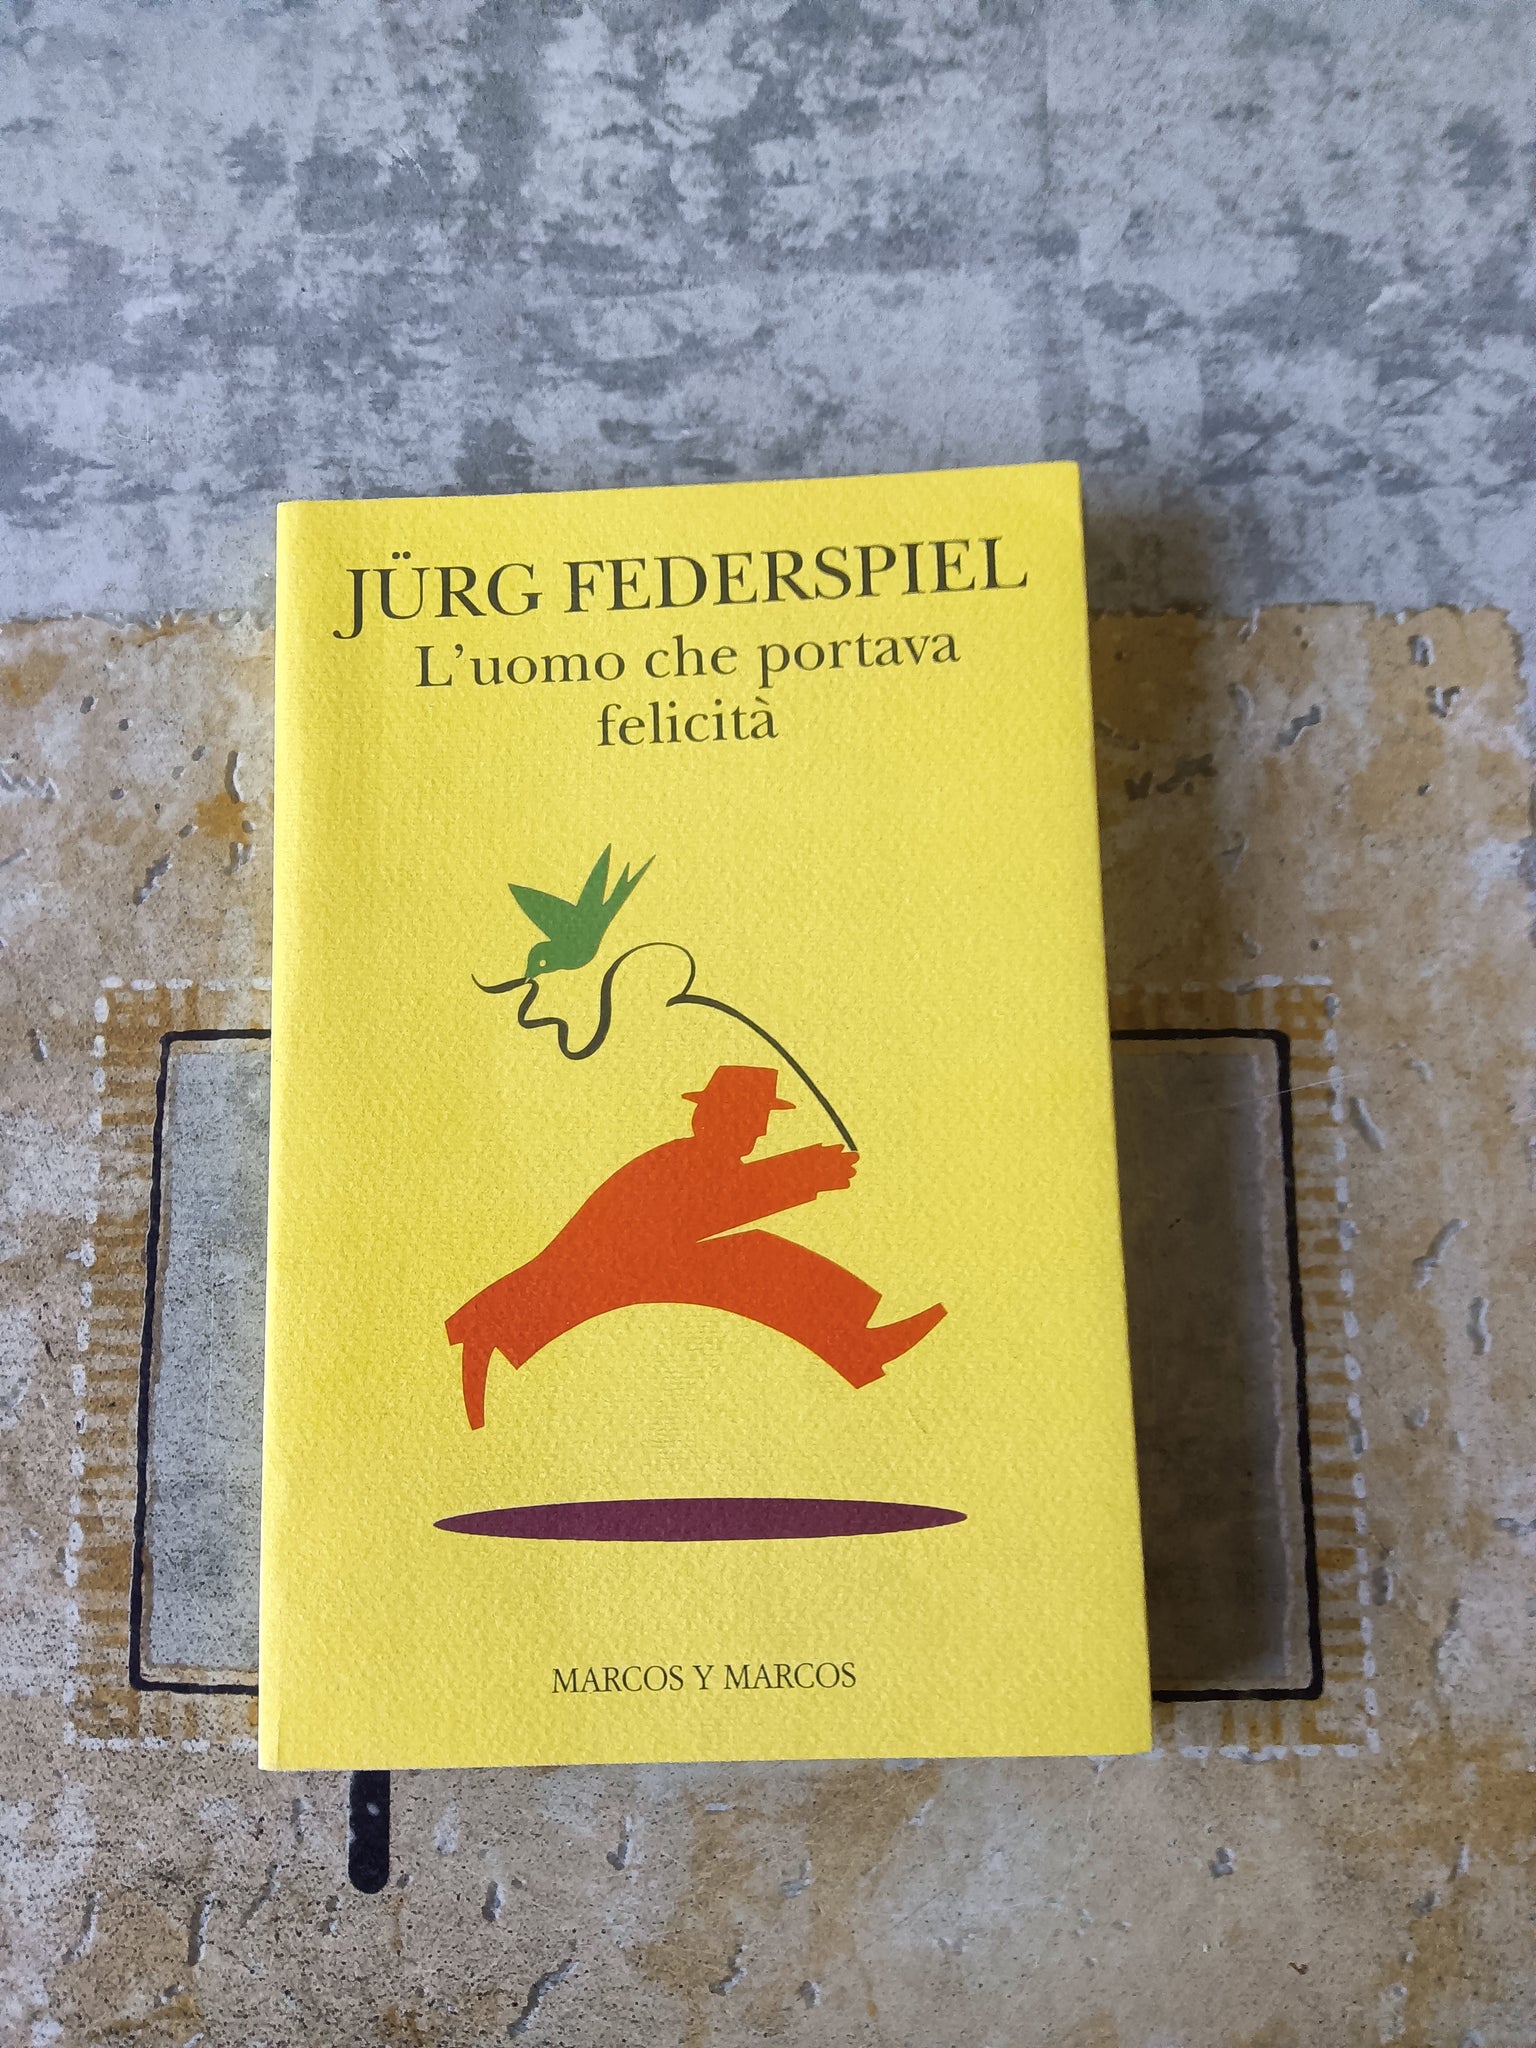 JÜRG FEDERSPIEL
L'uomo che portava
felicità
MARCOS Y MARCOS